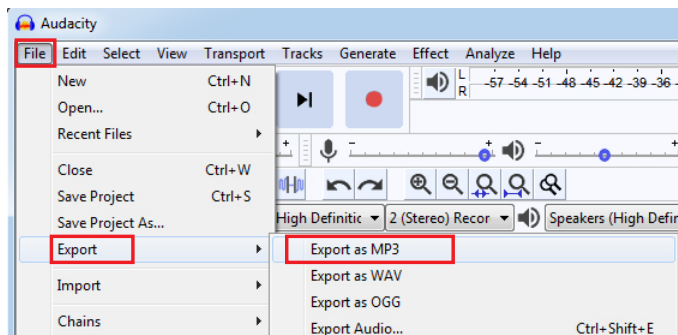 Audacity
File Edit Select View Transport Tracks Generate Effect Analyze Help
New Ctrl+N
Open... Ctrl+O
Recent Files
Close Ctrl+W
Save Project Ctrl+S
Save Project As...
Export
Import
Chains
L -57 -54 -51 -48 -45 -42 -39 -36
R
High Definitic 2 (Stereo) Recor Speakers (High Defin
Export as MP3
Export as WAV
Export as OGG
Export Audio... Ctrl+Shift+E